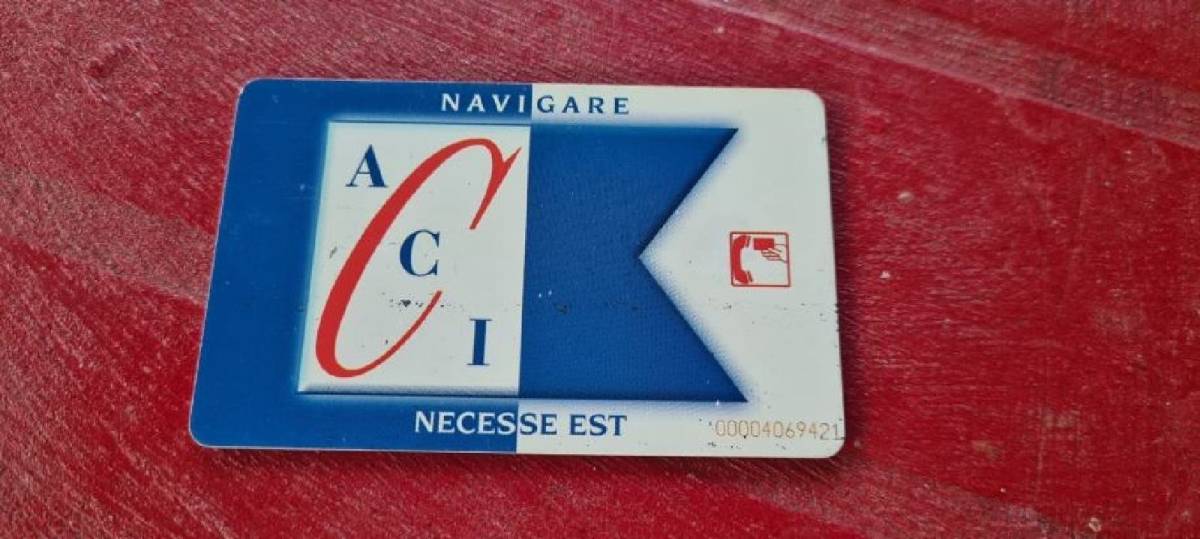 NAVIGARE
A
C
C
I
NECESSE EST
00004069421